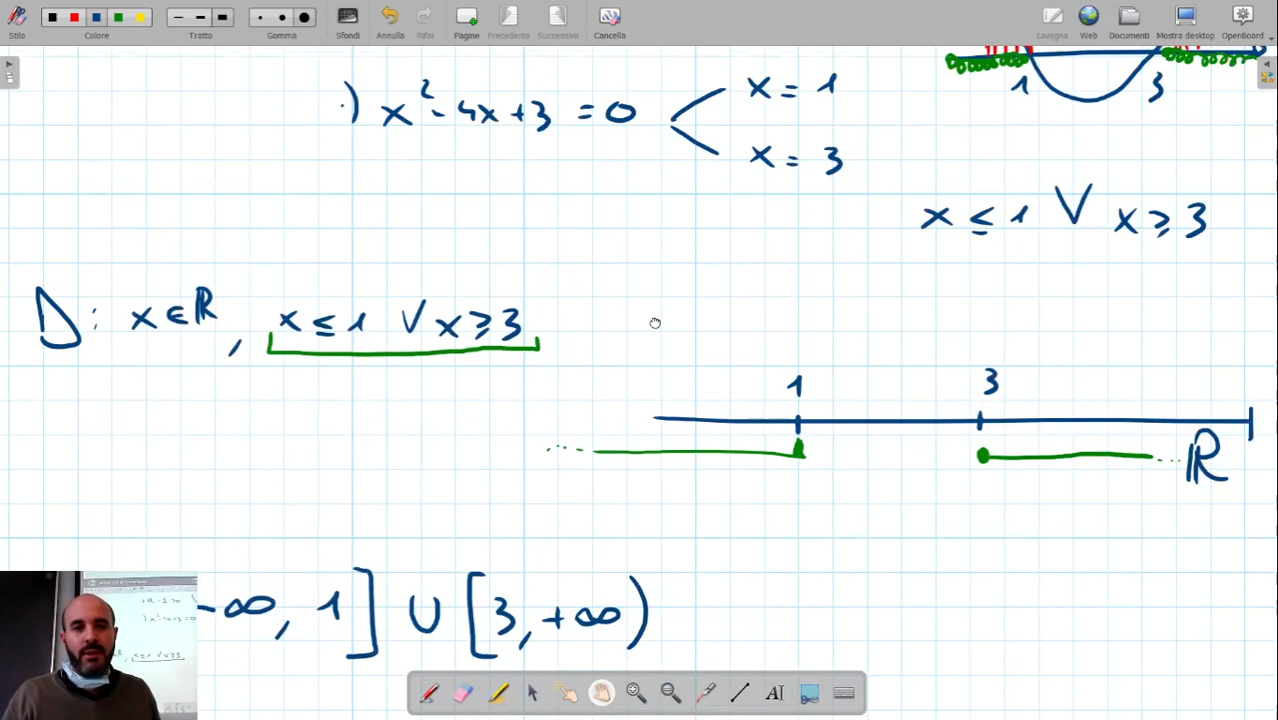 Stilo Colore Tratto Gomma Sfondi Annulla Rifai Pagine Precedente Successivo Cancella Lavagna Web Documenti Mostra desktop OpenBoard
1 3
·) x² - 4x + 3 = 0 x = 1
x = 3
x ≤ 1 ∨ x ≥ 3
D: x ∈ ℝ, x ≤ 1 ∨ x ≥ 3
1 3
ℝ
-∞, 1] ∪ [3, +∞)